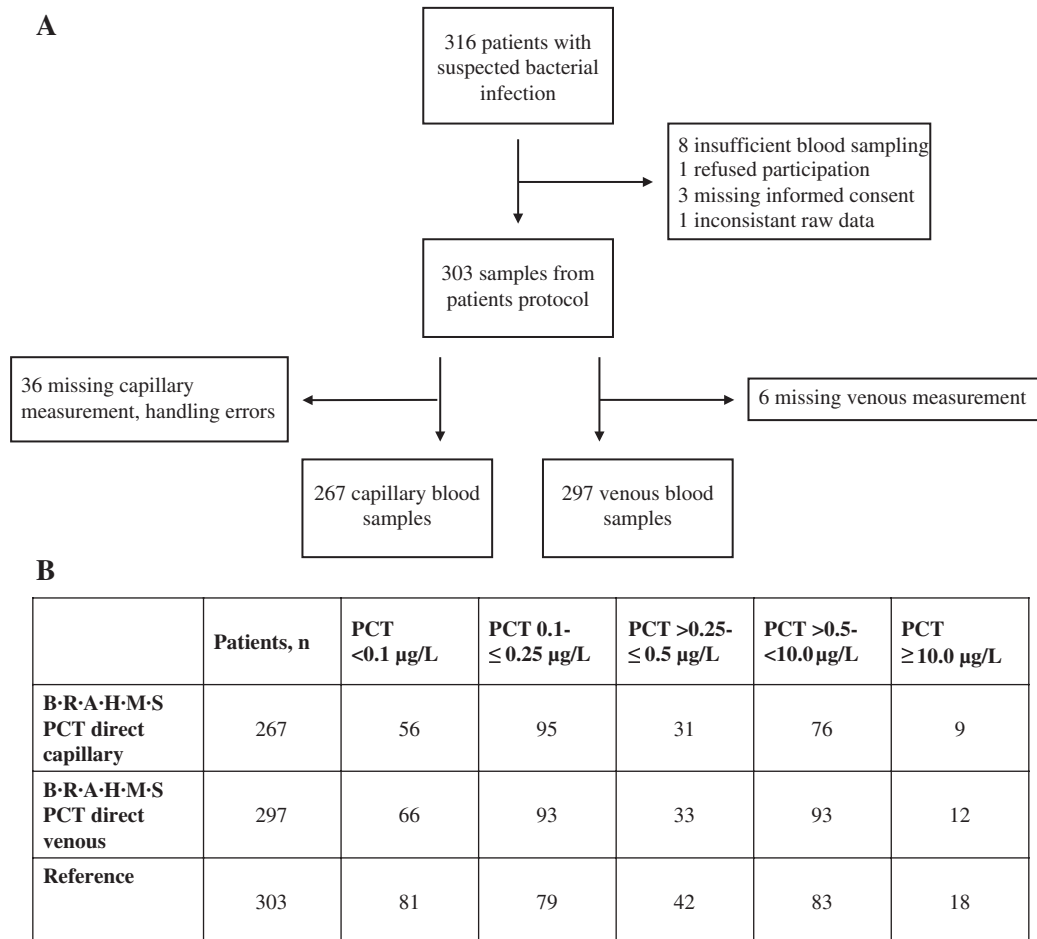 A
316 patients with
suspected bacterial
infection
8 insufficient blood sampling
1 refused participation
3 missing informed consent
1 inconsistant raw data
303 samples from
patients protocol
36 missing capillary
measurement, handling errors
6 missing venous measurement
267 capillary blood
samples
297 venous blood
samples
B
Patients, n
PCT
<0.1 µg/L
PCT 0.1-
≤ 0.25 µg/L
PCT >0.25-
≤ 0.5 µg/L
PCT >0.5-
<10.0 µg/L
PCT
≥ 10.0 µg/L
B·R·A·H·M·S
PCT direct
capillary
267 56 95 31 76 9
B·R·A·H·M·S
PCT direct
venous
297 66 93 33 93 12
Reference
303 81 79 42 83 18